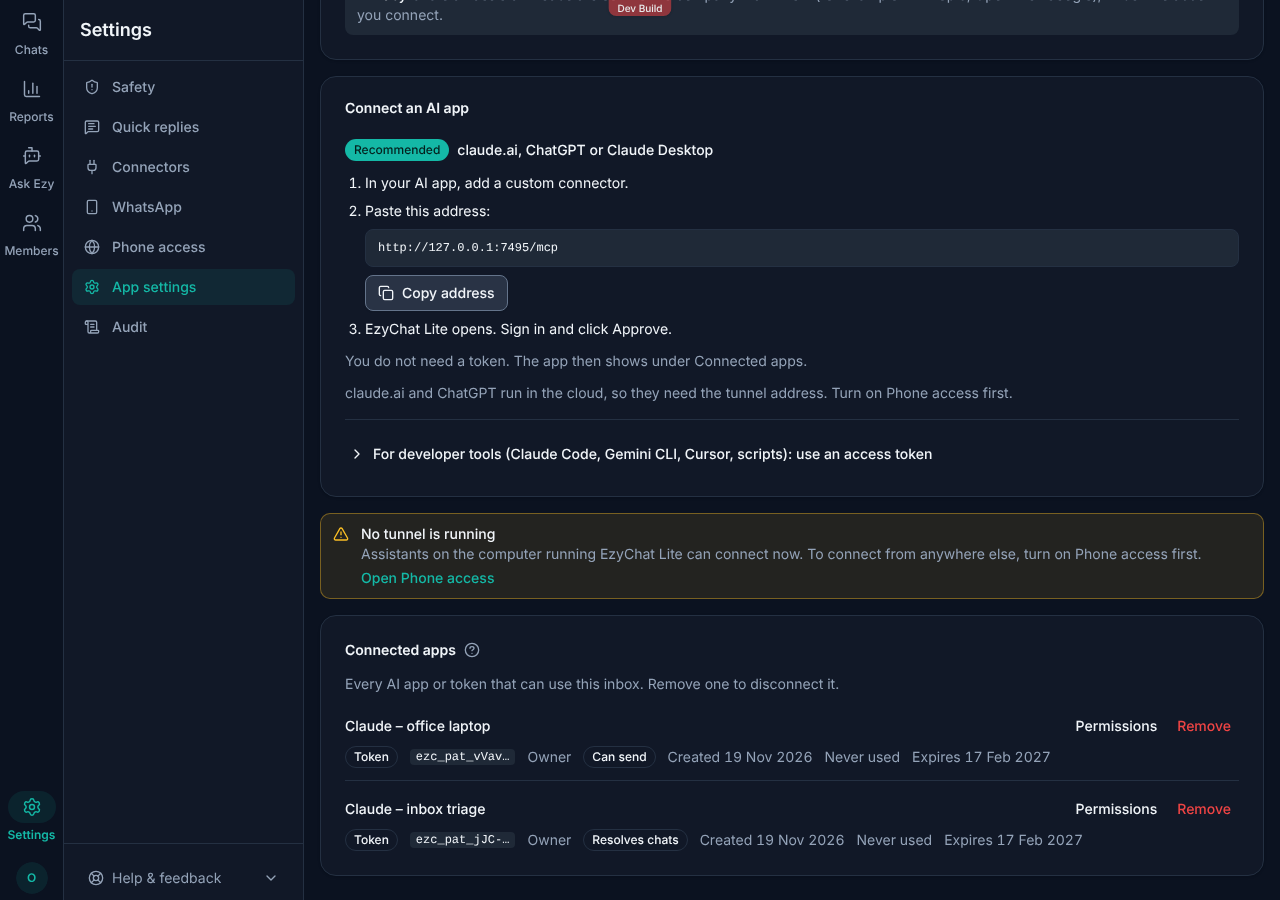 Chats
Reports
Ask Ezy
Members
Settings
O
Settings
Safety
Quick replies
Connectors
WhatsApp
Phone access
App settings
Audit
Help & feedback
Dev Build
you connect.
Connect an AI app
Recommended claude.ai, ChatGPT or Claude Desktop
1. In your AI app, add a custom connector.
2. Paste this address:
http://127.0.0.1:7495/mcp
Copy address
3. EzyChat Lite opens. Sign in and click Approve.
You do not need a token. The app then shows under Connected apps.
claude.ai and ChatGPT run in the cloud, so they need the tunnel address. Turn on Phone access first.
For developer tools (Claude Code, Gemini CLI, Cursor, scripts): use an access token
No tunnel is running
Assistants on the computer running EzyChat Lite can connect now. To connect from anywhere else, turn on Phone access first.
Open Phone access
Connected apps
Every AI app or token that can use this inbox. Remove one to disconnect it.
Claude – office laptop Permissions Remove
Token ezc_pat_vVav… Owner Can send Created 19 Nov 2026 Never used Expires 17 Feb 2027
Claude – inbox triage Permissions Remove
Token ezc_pat_jJC-… Owner Resolves chats Created 19 Nov 2026 Never used Expires 17 Feb 2027